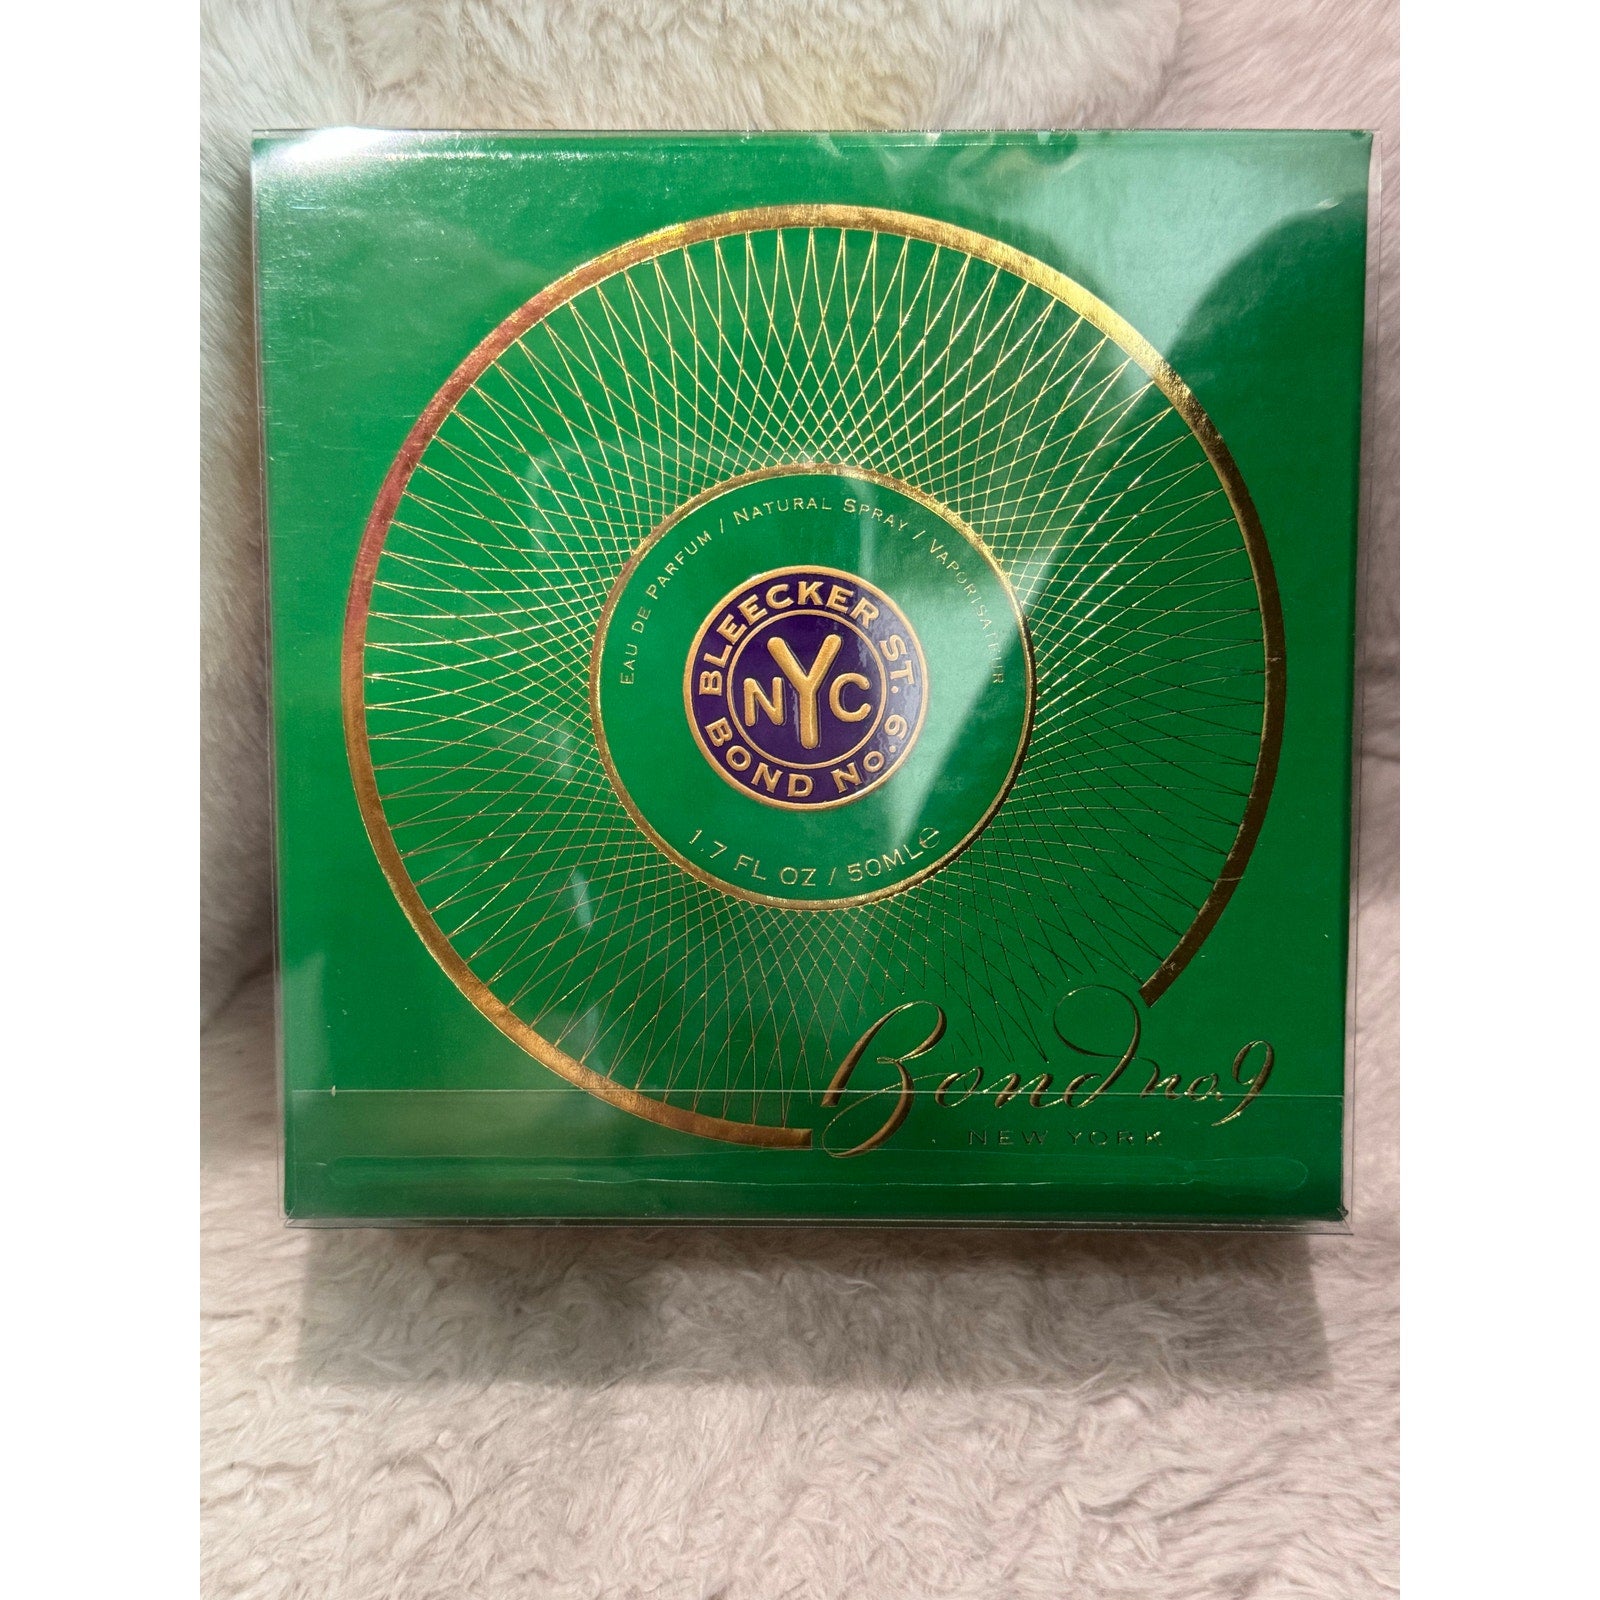 EAU DE PARFUM / NATURAL SPRAY / VAPORISATEUR
BLEECKER ST.
NYC
BOND No. 9
1.7 FL OZ / 50ML℮
Bond no. 9
NEW YORK